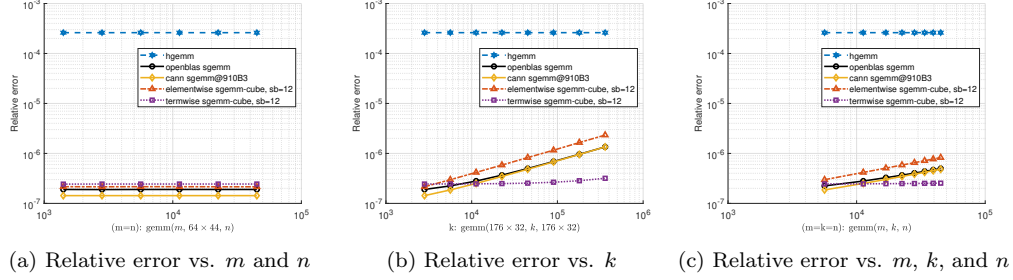 10^-3
10^-4
10^-5
10^-6
10^-7
Relative error
hgemm
openblas sgemm
cann sgemm@910B3
elementwise sgemm-cube, sb=12
termwise sgemm-cube, sb=12
10^3 10^4 10^5
(m=n): gemm(m, 64 × 44, n)
(a) Relative error vs. m and n
10^-3
10^-4
10^-5
10^-6
10^-7
Relative error
hgemm
openblas sgemm
cann sgemm@910B3
elementwise sgemm-cube, sb=12
termwise sgemm-cube, sb=12
10^3 10^4 10^5 10^6
k: gemm(176 × 32, k, 176 × 32)
(b) Relative error vs. k
10^-3
10^-4
10^-5
10^-6
10^-7
Relative error
hgemm
openblas sgemm
cann sgemm@910B3
elementwise sgemm-cube, sb=12
termwise sgemm-cube, sb=12
10^3 10^4 10^5
(m=k=n): gemm(m, k, n)
(c) Relative error vs. m, k, and n